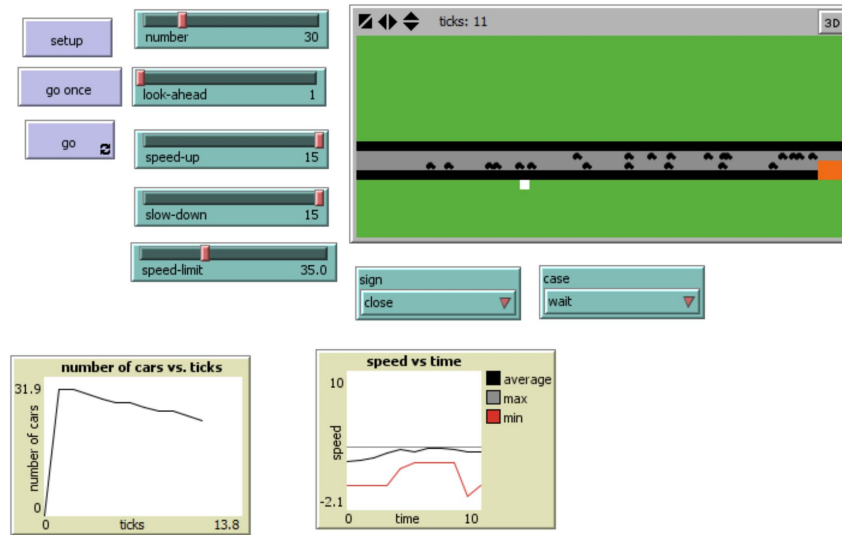 setup
number 30
ticks: 11
3D
go once
look-ahead 1
go
speed-up 15
slow-down 15
speed-limit 35.0
sign
close
case
wait
number of cars vs. ticks
31.9
number of cars
0
0 ticks 13.8
speed vs time
10
speed
-2.1
0 time 10
average
max
min